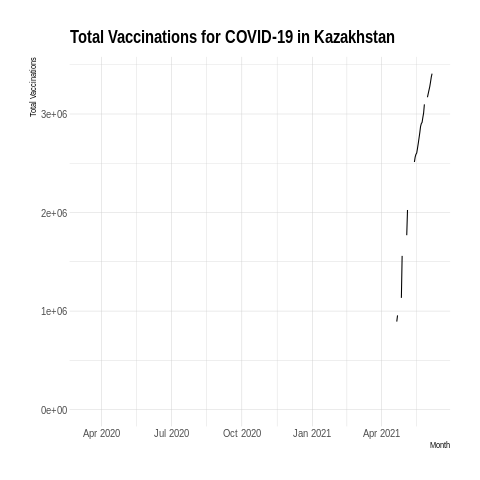 Total Vaccinations for COVID-19 in Kazakhstan
Total Vaccinations
3e+06
2e+06
1e+06
0e+00
Apr 2020 Jul 2020 Oct 2020 Jan 2021 Apr 2021
Month